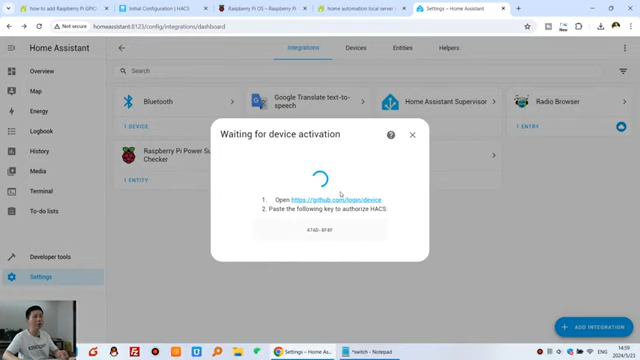 how to add Raspberry Pi GPIO
Initial Configuration | HACS
Raspberry Pi OS – Raspberry Pi
home automation local server
Settings – Home Assistant
homeassistant:8123/config/integrations/dashboard
New
Home Assistant
Integrations
Devices
Entities
Helpers
Overview
Map
Energy
Logbook
History
Media
Terminal
To-do lists
Developer tools
Settings
Search
Bluetooth
1 DEVICE
Google Translate text-to-speech
Home Assistant Supervisor
Radio Browser
1 ENTRY
Raspberry Pi Power Su
Checker
1 ENTITY
Waiting for device activation
1. Open https://github.com/login/device
2. Paste the following key to authorize HACS:
ADD INTEGRATION
Settings – Home As...
*switch - Notepad
14:59
2024/5/23